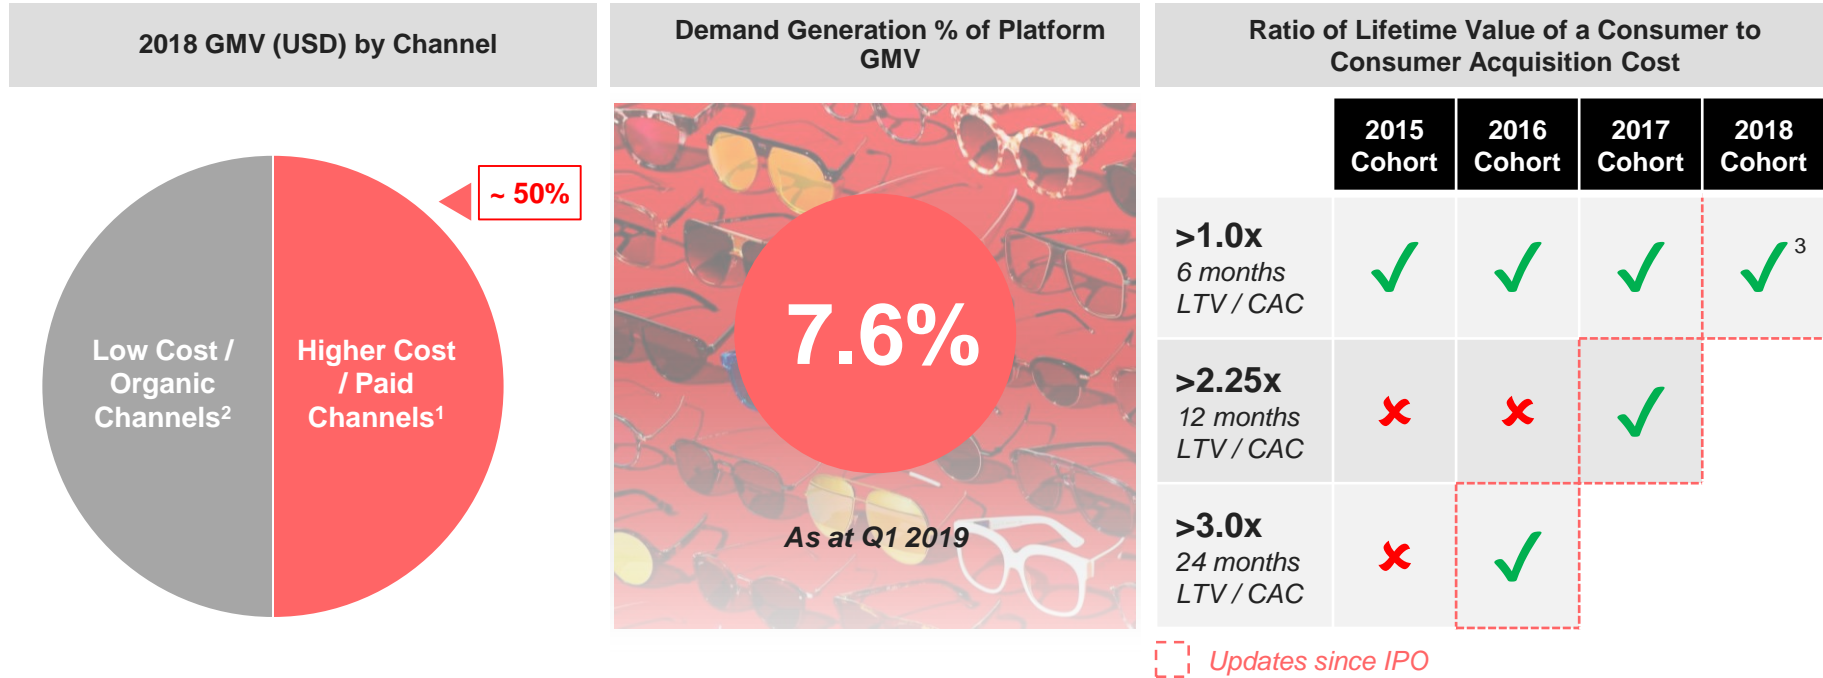 2018 GMV (USD) by Channel
~ 50%
Low Cost /
Organic
Channels²
Higher Cost
/ Paid
Channels¹
Demand Generation % of Platform
GMV
7.6%
As at Q1 2019
Ratio of Lifetime Value of a Consumer to
Consumer Acquisition Cost
2015
Cohort
2016
Cohort
2017
Cohort
2018
Cohort
>1.0x
6 months
LTV / CAC
✓ ✓ ✓ ✓ 3
>2.25x
12 months
LTV / CAC
✘ ✘ ✓
>3.0x
24 months
LTV / CAC
✘ ✓
Updates since IPO